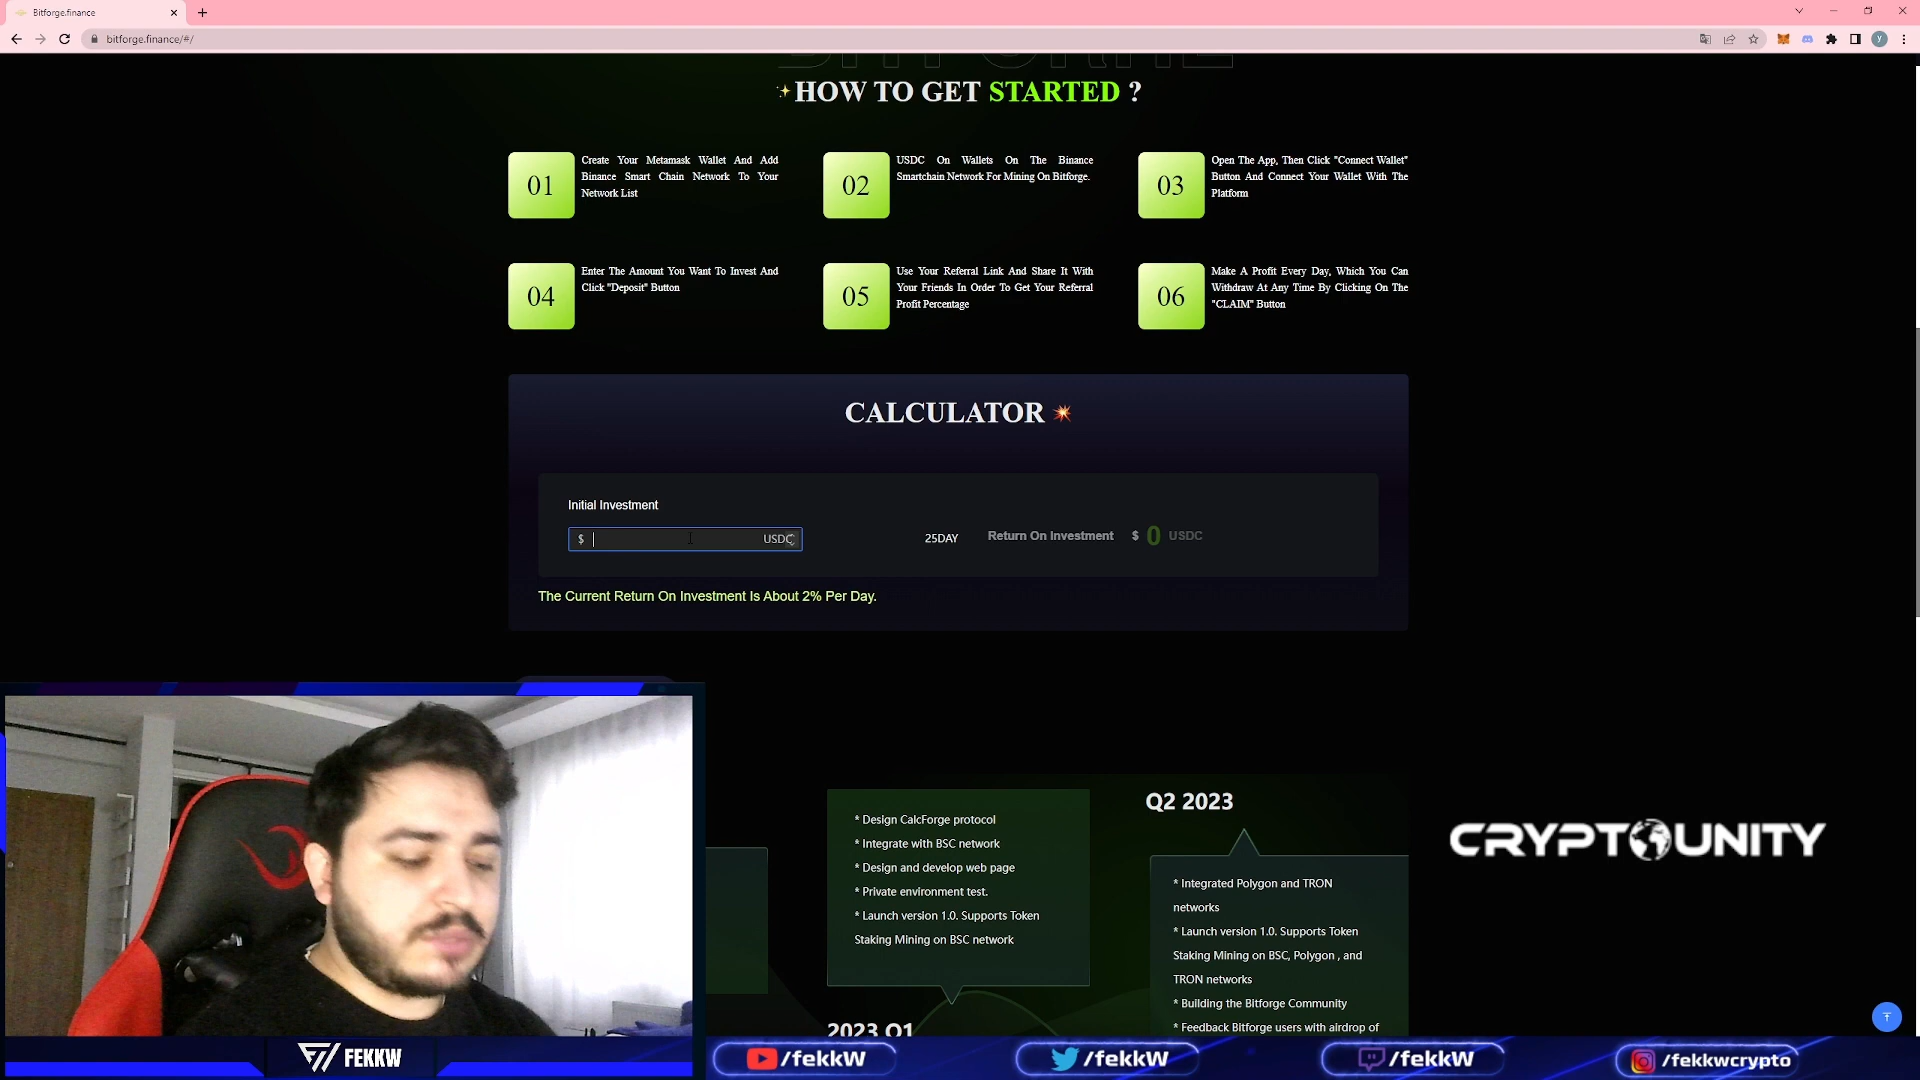 Bitforge.finance
bitforge.finance/#/
HOW TO GET STARTED ?
01
Create Your Metamask Wallet And Add
Binance Smart Chain Network To Your
Network List
02
USDC On Wallets On The Binance
Smartchain Network For Mining On Bitforge.
03
Open The App, Then Click "Connect Wallet"
Button And Connect Your Wallet With The
Platform
04
Enter The Amount You Want To Invest And
Click "Deposit" Button
05
Use Your Referral Link And Share It With
Your Friends In Order To Get Your Referral
Profit Percentage
06
Make A Profit Every Day, Which You Can
Withdraw At Any Time By Clicking On The
"CLAIM" Button
CALCULATOR
Initial Investment
$ USDC
25DAY
Return On Investment $ 0 USDC
The Current Return On Investment Is About 2% Per Day.
* Design CalcForge protocol
* Integrate with BSC network
* Design and develop web page
* Private environment test.
* Launch version 1.0. Supports Token
Staking Mining on BSC network
2023 Q1
Q2 2023
* Integrated Polygon and TRON
networks
* Launch version 1.0. Supports Token
Staking Mining on BSC, Polygon , and
TRON networks
* Building the Bitforge Community
* Feedback Bitforge users with airdrop of
CRYPTOUNITY
FEKKW
/fekkW
/fekkW
/fekkW
/fekkwcrypto